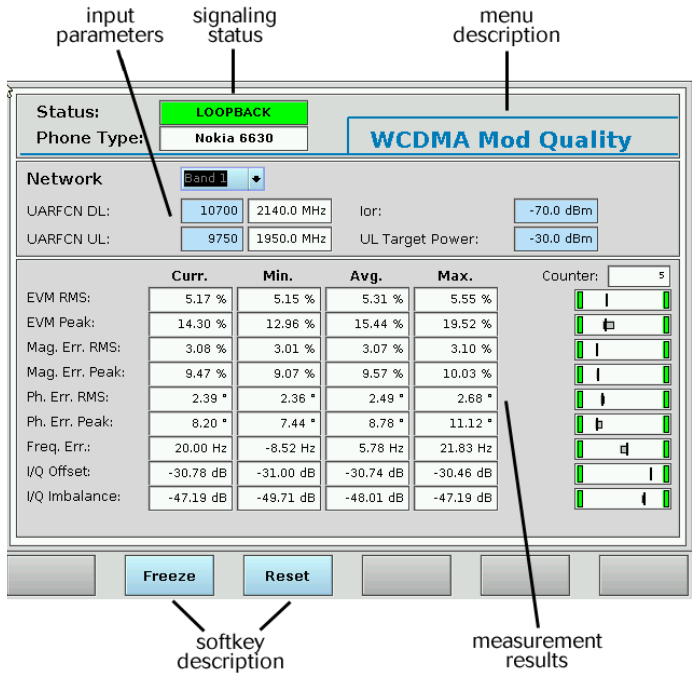 input parameters
signaling status
menu description
Status: LOOPBACK
Phone Type: Nokia 6630
WCDMA Mod Quality
Network Band 1
UARFCN DL: 10700 2140.0 MHz Ior: -70.0 dBm
UARFCN UL: 9750 1950.0 MHz UL Target Power: -30.0 dBm
Curr. Min. Avg. Max. Counter: 5
EVM RMS: 5.17 % 5.15 % 5.31 % 5.55 %
EVM Peak: 14.30 % 12.96 % 15.44 % 19.52 %
Mag. Err. RMS: 3.08 % 3.01 % 3.07 % 3.10 %
Mag. Err. Peak: 9.47 % 9.07 % 9.57 % 10.03 %
Ph. Err. RMS: 2.39 ° 2.36 ° 2.49 ° 2.68 °
Ph. Err. Peak: 8.20 ° 7.44 ° 8.78 ° 11.12 °
Freq. Err.: 20.00 Hz -8.52 Hz 5.78 Hz 21.83 Hz
I/Q Offset: -30.78 dB -31.00 dB -30.74 dB -30.46 dB
I/Q Imbalance: -47.19 dB -49.71 dB -48.01 dB -47.19 dB
Freeze Reset
softkey description
measurement results